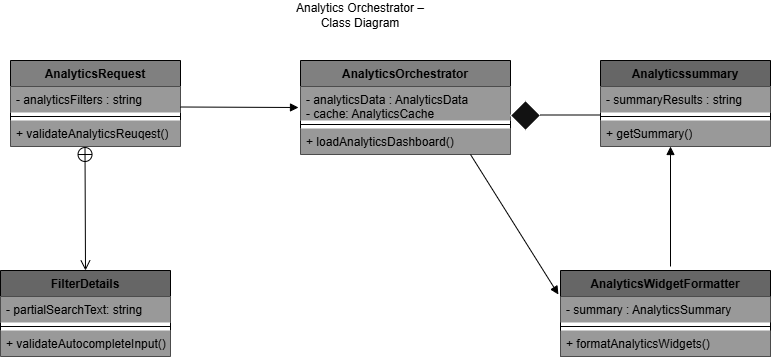 Analytics Orchestrator –
Class Diagram
AnalyticsRequest
- analyticsFilters : string
+ validateAnalyticsReuqest()
AnalyticsOrchestrator
- analyticsData : AnalyticsData
- cache: AnalyticsCache
+ loadAnalyticsDashboard()
Analyticssummary
- summaryResults : string
+ getSummary()
FilterDetails
- partialSearchText: string
+ validateAutocompleteInput()
AnalyticsWidgetFormatter
- summary : AnalyticsSummary
+ formatAnalyticsWidgets()